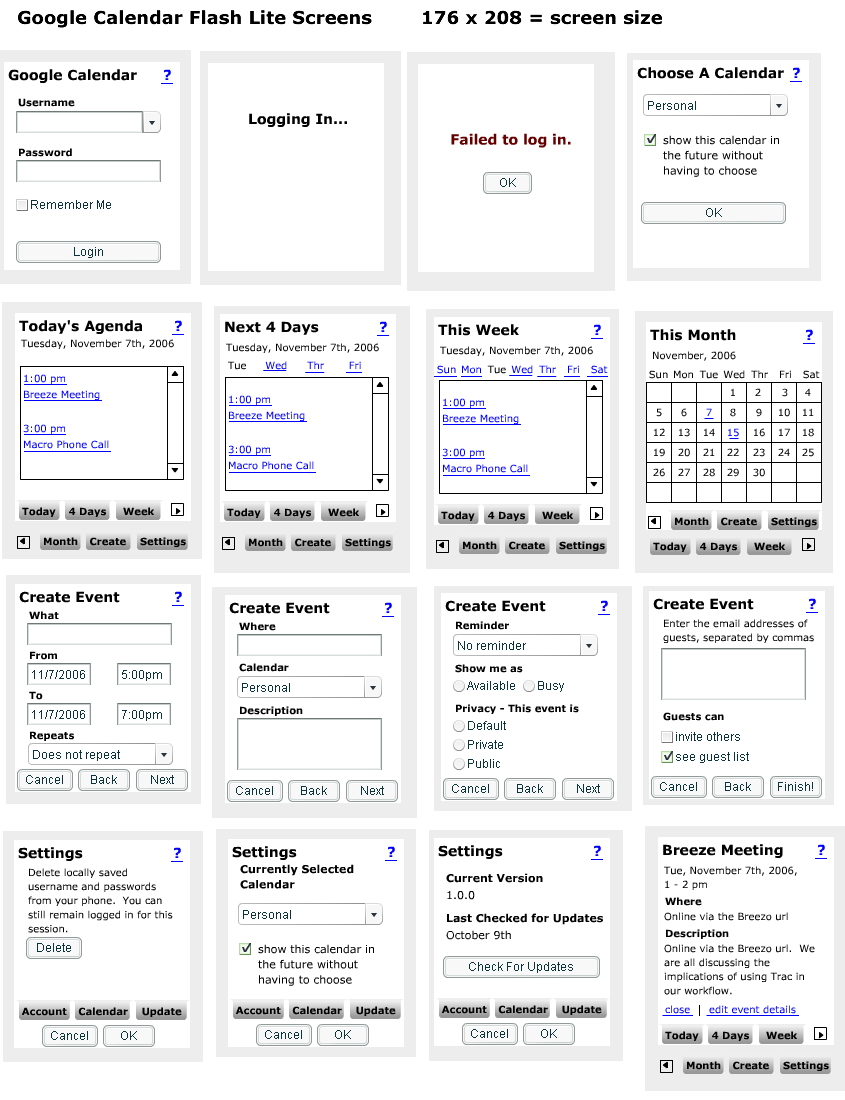 Google Calendar Flash Lite Screens 176 x 208 = screen size
Google Calendar ?
Username
Password
Remember Me
Login
Logging In...
Failed to log in.
OK
Choose A Calendar ?
Personal
show this calendar in
the future without
having to choose
OK
Today's Agenda ?
Tuesday, November 7th, 2006
1:00 pm
Breeze Meeting
3:00 pm
Macro Phone Call
Today 4 Days Week
Month Create Settings
Next 4 Days ?
Tuesday, November 7th, 2006
Tue Wed Thr Fri
1:00 pm
Breeze Meeting
3:00 pm
Macro Phone Call
Today 4 Days Week
Month Create Settings
This Week ?
Tuesday, November 7th, 2006
Sun Mon Tue Wed Thr Fri Sat
1:00 pm
Breeze Meeting
3:00 pm
Macro Phone Call
Today 4 Days Week
Month Create Settings
This Month ?
November, 2006
Sun Mon Tue Wed Thr Fri Sat
1 2 3 4
5 6 7 8 9 10 11
12 13 14 15 16 17 18
19 20 21 22 23 24 25
26 27 28 29 30
Month Create Settings
Today 4 Days Week
Create Event ?
What
From
11/7/2006 5:00pm
To
11/7/2006 7:00pm
Repeats
Does not repeat
Cancel Back Next
Create Event ?
Where
Calendar
Personal
Description
Cancel Back Next
Create Event ?
Reminder
No reminder
Show me as
Available Busy
Privacy - This event is
Default
Private
Public
Cancel Back Next
Create Event ?
Enter the email addresses of
guests, separated by commas
Guests can
invite others
see guest list
Cancel Back Finish!
Settings ?
Delete locally saved
username and passwords
from your phone. You can
still remain logged in for this
session.
Delete
Account Calendar Update
Cancel OK
Settings ?
Currently Selected
Calendar
Personal
show this calendar in
the future without
having to choose
Account Calendar Update
Cancel OK
Settings ?
Current Version
1.0.0
Last Checked for Updates
October 9th
Check For Updates
Account Calendar Update
Cancel OK
Breeze Meeting ?
Tue, November 7th, 2006,
1 - 2 pm
Where
Online via the Breezo url
Description
Online via the Breezo url. We
are all discussing the
implications of using Trac in
our workflow.
close | edit event details
Today 4 Days Week
Month Create Settings